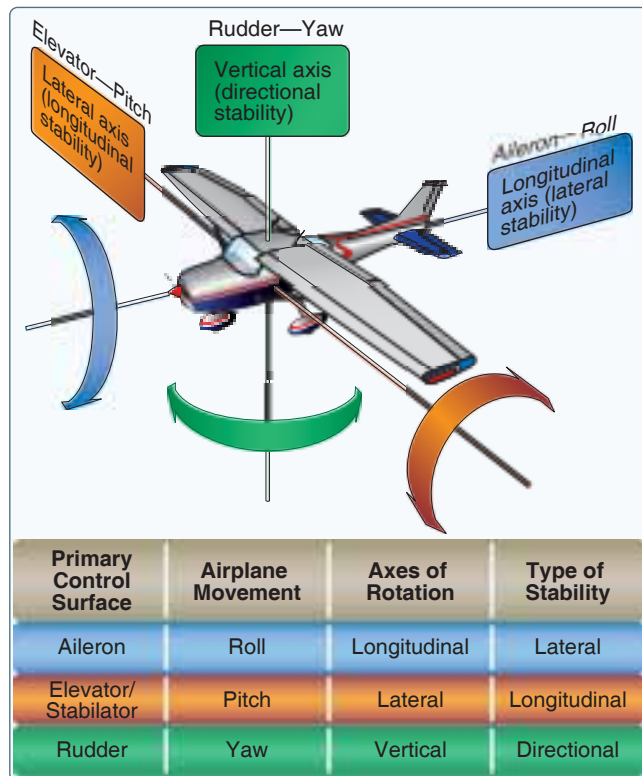 Rudder—Yaw
Vertical axis
(directional
stability)
Elevator—Pitch
Lateral axis
(longitudinal
stability)
Aileron—Roll
Longitudinal
axis (lateral
stability)
Primary
Control
Surface
Airplane
Movement
Axes of
Rotation
Type of
Stability
Aileron
Roll
Longitudinal
Lateral
Elevator/
Stabilator
Pitch
Lateral
Longitudinal
Rudder
Yaw
Vertical
Directional